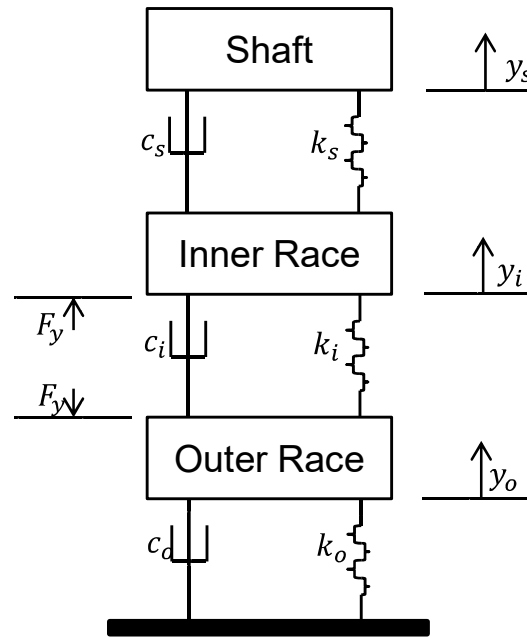 Shaft
y_s
c_s
k_s
Inner Race
y_i
F_y
c_i
k_i
F_y
Outer Race
y_o
c_o
k_o